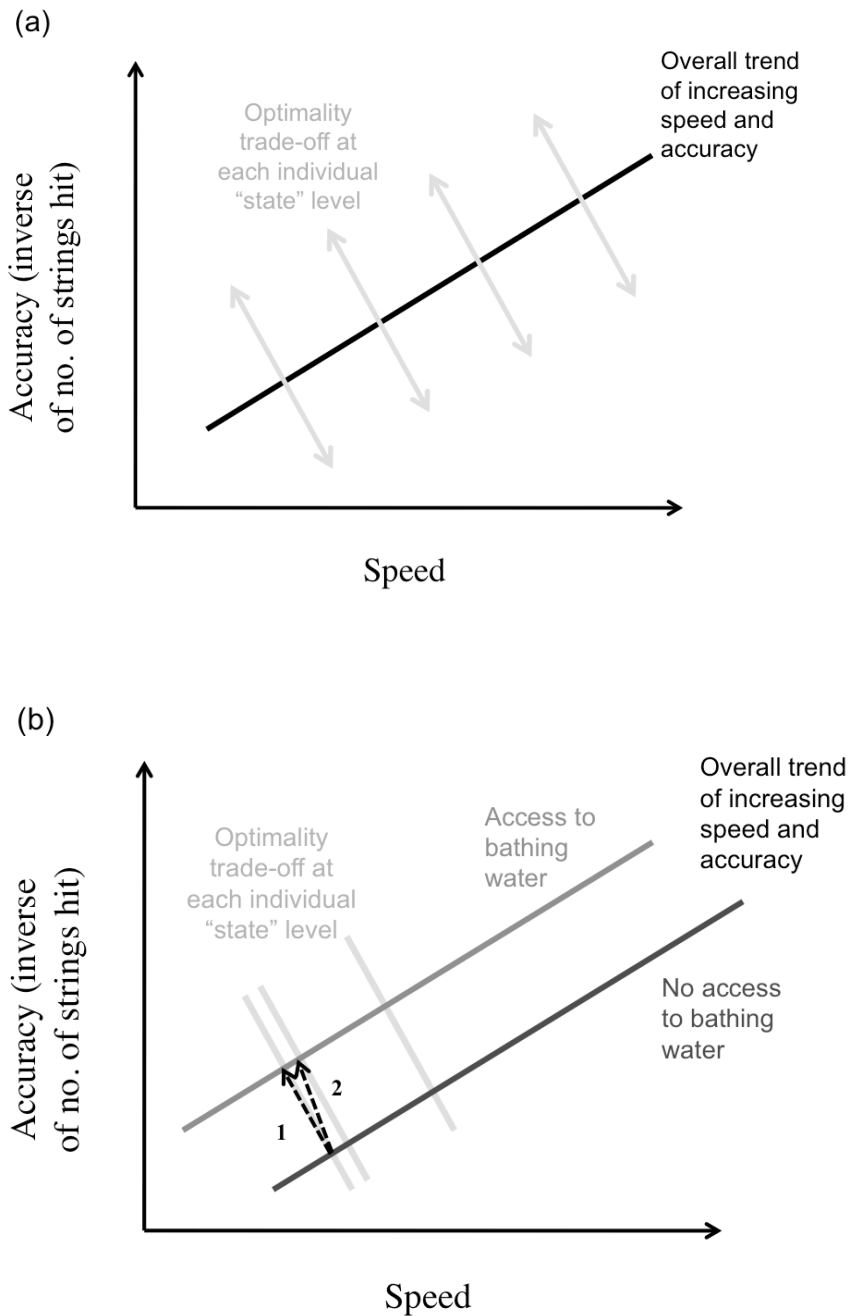 (a)
Overall trend
of increasing
speed and
accuracy
Optimality
trade-off at
each individual
“state” level
Accuracy (inverse
of no. of strings hit)
Speed
(b)
Overall trend
of increasing
speed and
accuracy
Access to
bathing
water
Optimality
trade-off at
each individual
“state” level
No access
to bathing
water
Accuracy (inverse
of no. of strings hit)
2
1
Speed